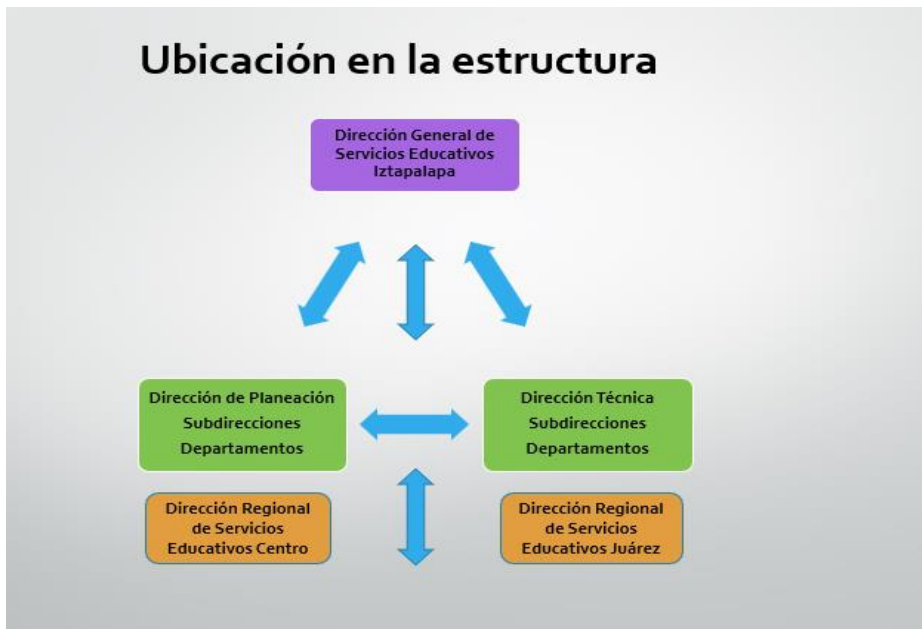 Ubicación en la estructura
Dirección General de
Servicios Educativos
Iztapalapa
Dirección de Planeación
Subdirecciones
Departamentos
Dirección Técnica
Subdirecciones
Departamentos
Dirección Regional
de Servicios
Educativos Centro
Dirección Regional
de Servicios
Educativos Juárez